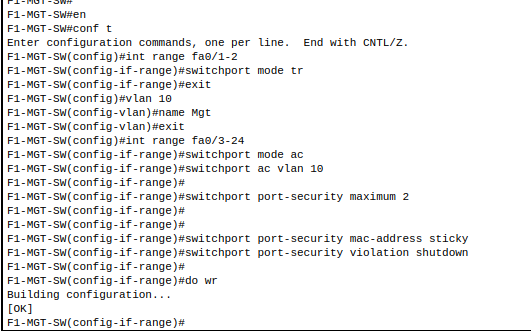 F1-MGT-SW#
F1-MGT-SW#en
F1-MGT-SW#conf t
Enter configuration commands, one per line.  End with CNTL/Z.
F1-MGT-SW(config)#int range fa0/1-2
F1-MGT-SW(config-if-range)#switchport mode tr
F1-MGT-SW(config-if-range)#exit
F1-MGT-SW(config)#vlan 10
F1-MGT-SW(config-vlan)#name Mgt
F1-MGT-SW(config-vlan)#exit
F1-MGT-SW(config)#int range fa0/3-24
F1-MGT-SW(config-if-range)#switchport mode ac
F1-MGT-SW(config-if-range)#switchport ac vlan 10
F1-MGT-SW(config-if-range)#
F1-MGT-SW(config-if-range)#switchport port-security maximum 2
F1-MGT-SW(config-if-range)#
F1-MGT-SW(config-if-range)#
F1-MGT-SW(config-if-range)#switchport port-security mac-address sticky
F1-MGT-SW(config-if-range)#switchport port-security violation shutdown
F1-MGT-SW(config-if-range)#
F1-MGT-SW(config-if-range)#do wr
Building configuration...
[OK]
F1-MGT-SW(config-if-range)#